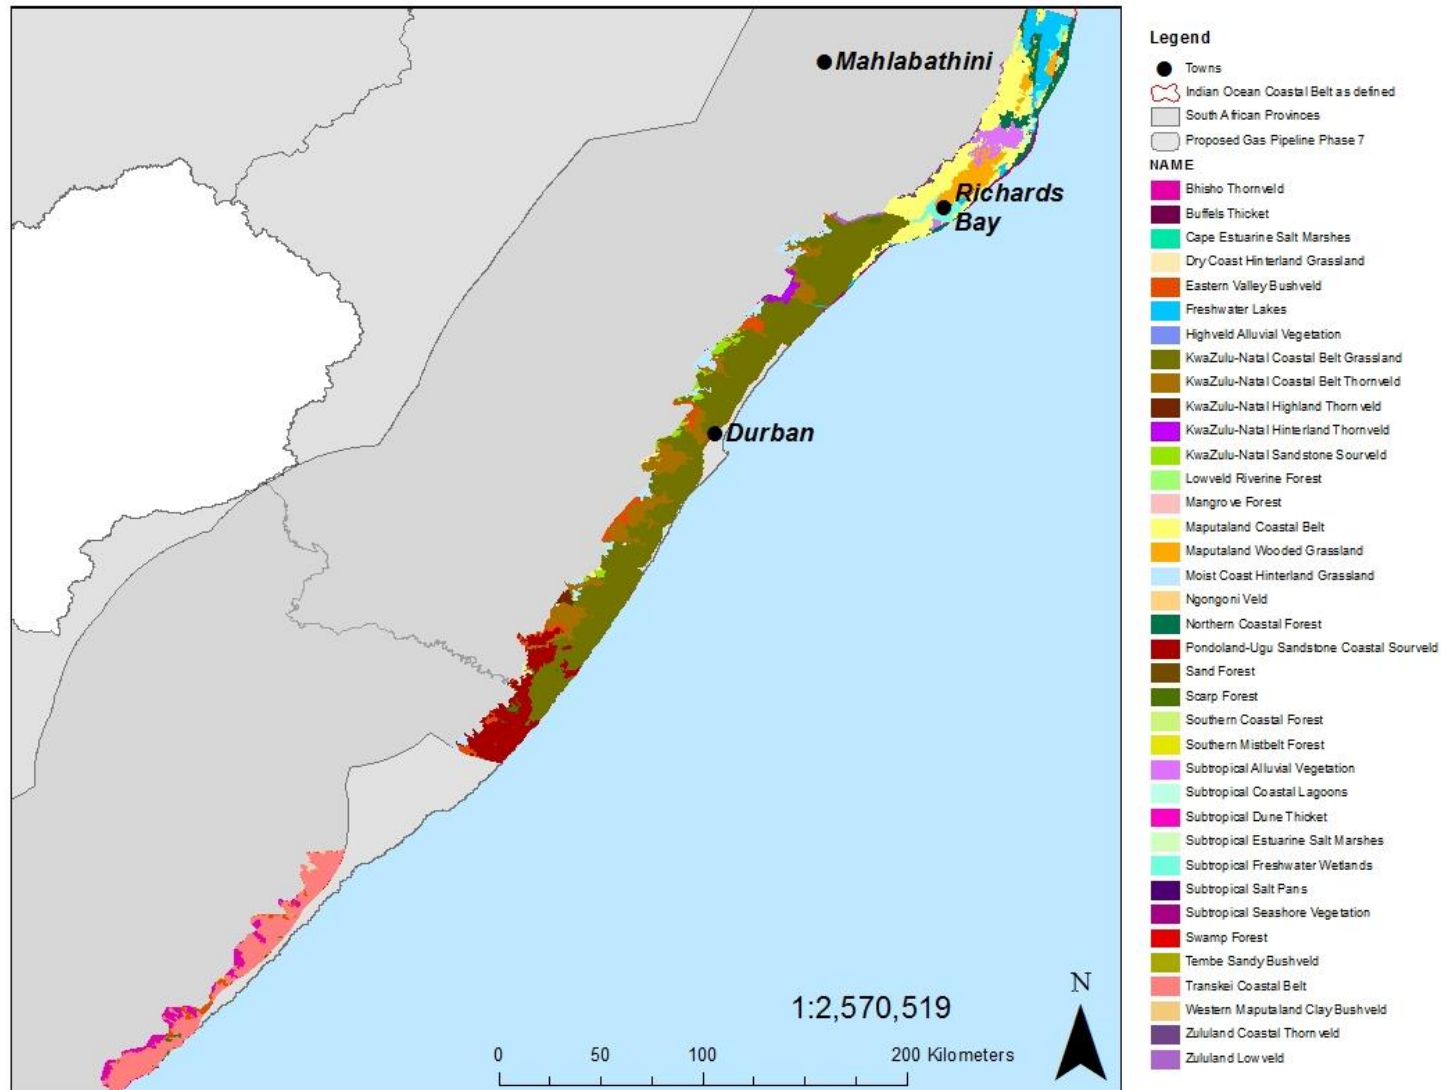 Mahlabathini
Richards
Bay
Durban
1:2,570,519
N
0 50 100 200 Kilometers
Legend
Towns
Indian Ocean Coastal Belt as defined
South African Provinces
Proposed Gas Pipeline Phase 7
NAME
Bhisho Thornveld
Buffels Thicket
Cape Estuarine Salt Marshes
Dry Coast Hinterland Grassland
Eastern Valley Bushveld
Freshwater Lakes
Highveld Alluvial Vegetation
KwaZulu-Natal Coastal Belt Grassland
KwaZulu-Natal Coastal Belt Thornveld
KwaZulu-Natal Highland Thornveld
KwaZulu-Natal Hinterland Thornveld
KwaZulu-Natal Sandstone Sourveld
Lowveld Riverine Forest
Mangrove Forest
Maputaland Coastal Belt
Maputaland Wooded Grassland
Moist Coast Hinterland Grassland
Ngongoni Veld
Northern Coastal Forest
Pondoland-Ugu Sandstone Coastal Sourveld
Sand Forest
Scarp Forest
Southern Coastal Forest
Southern Mistbelt Forest
Subtropical Alluvial Vegetation
Subtropical Coastal Lagoons
Subtropical Dune Thicket
Subtropical Estuarine Salt Marshes
Subtropical Freshwater Wetlands
Subtropical Salt Pans
Subtropical Seashore Vegetation
Swamp Forest
Tembe Sandy Bushveld
Transkei Coastal Belt
Western Maputaland Clay Bushveld
Zululand Coastal Thornveld
Zululand Lowveld